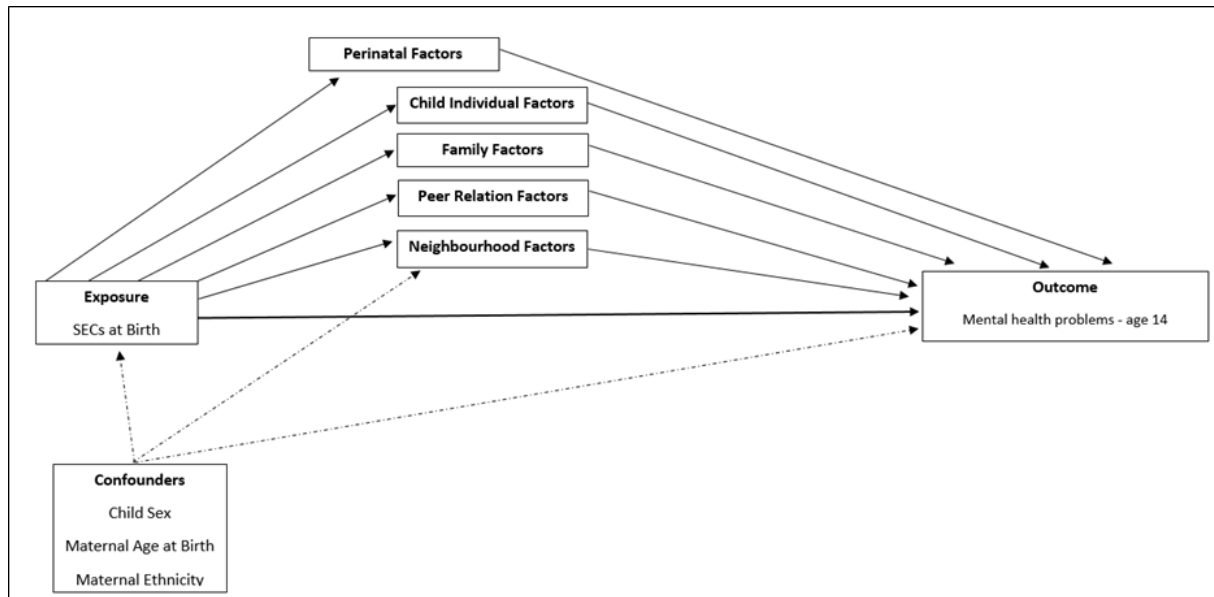 Perinatal Factors
Child Individual Factors
Family Factors
Peer Relation Factors
Neighbourhood Factors
Exposure
SECs at Birth
Outcome
Mental health problems - age 14
Confounders
Child Sex
Maternal Age at Birth
Maternal Ethnicity